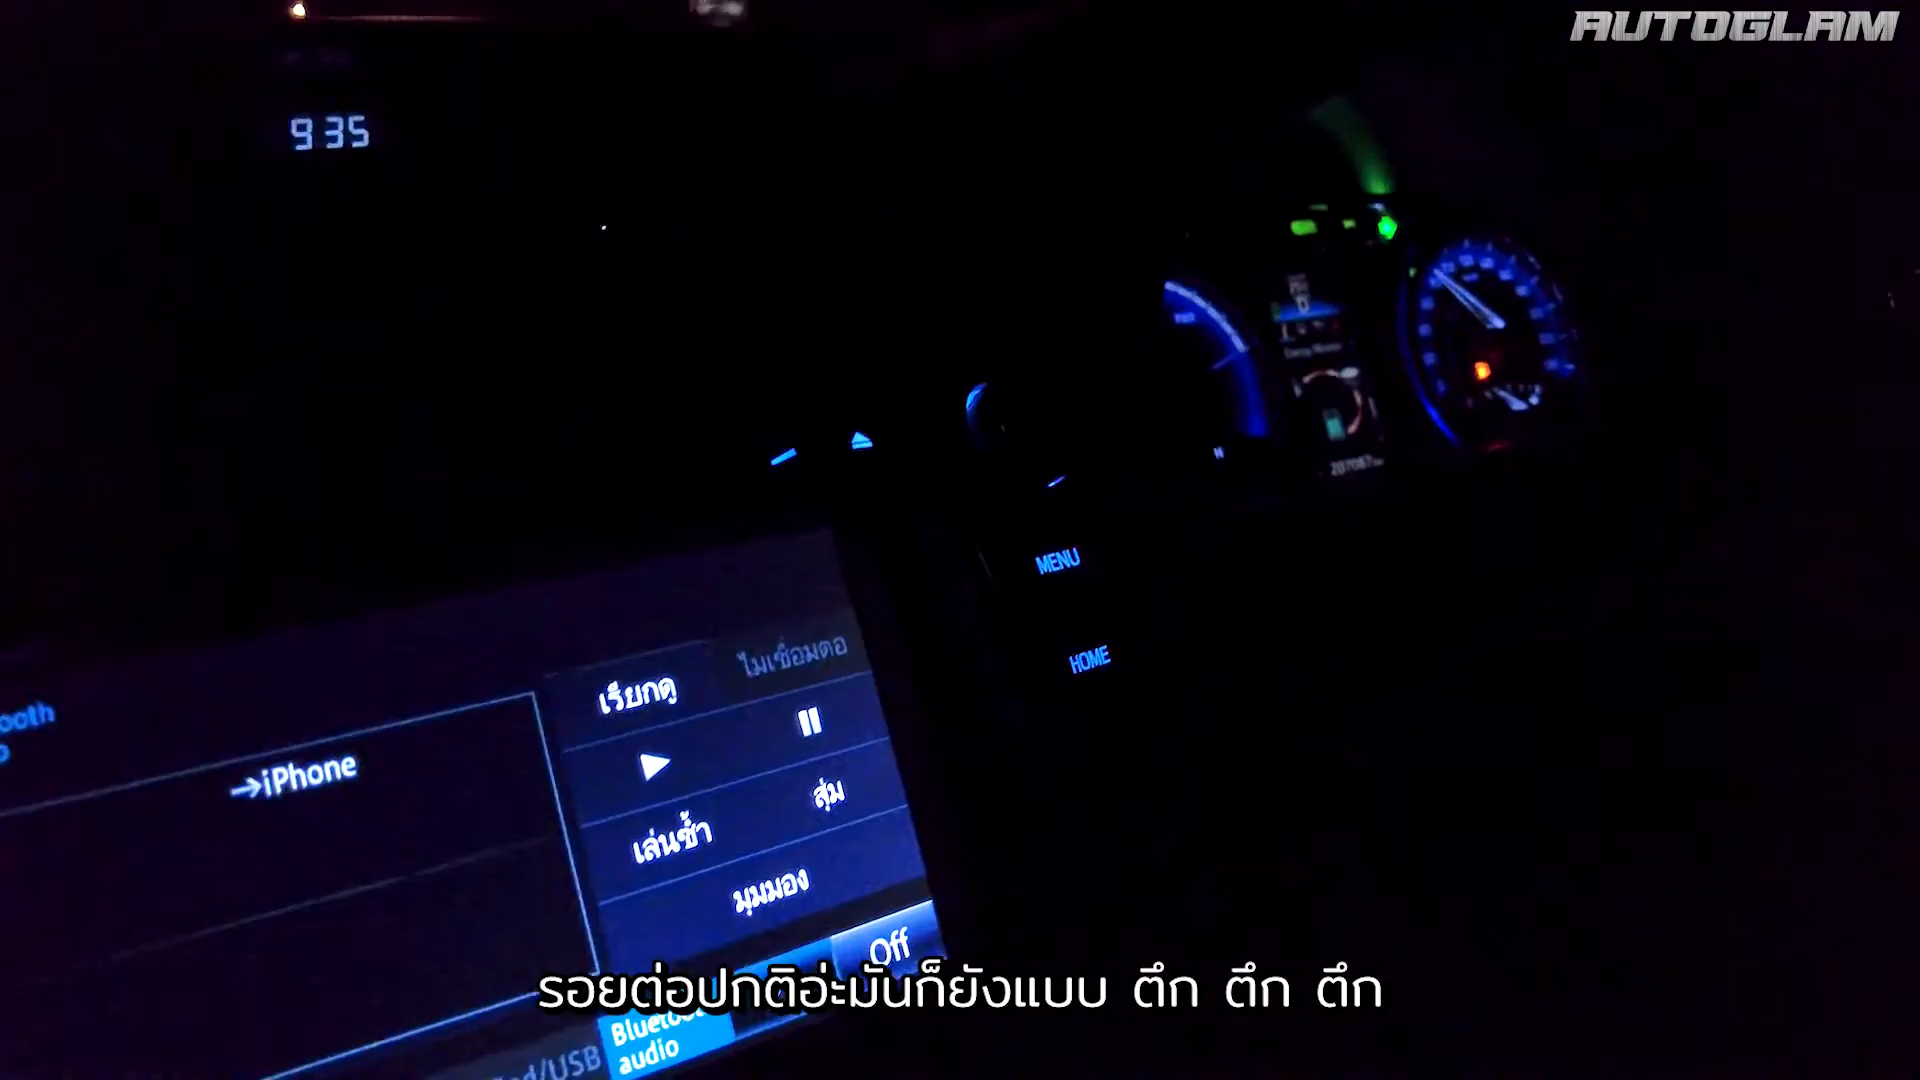 AUTOGLAM
9:35
MENU
HOME
ไม่เชื่อมต่อ
เรียกดู
→iPhone
สุ่ม
เล่นซ้ำ
มุมมอง
Off
รอยต่อปกติอ่ะมันก็ยังแบบ ตึก ตึก ตึก
Bluetooth
audio